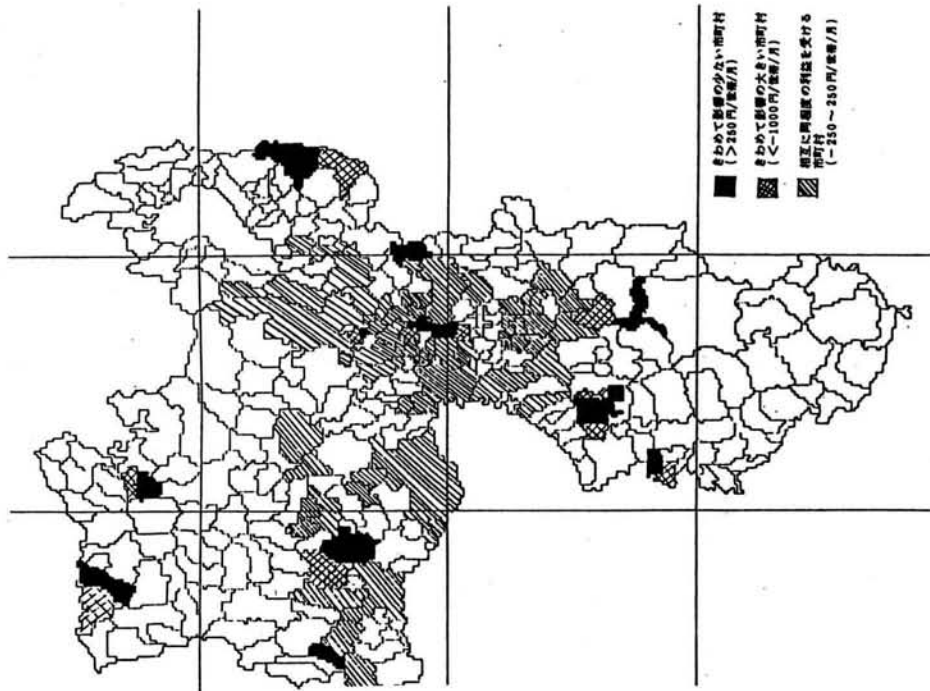 きわめて影響の少ない市町村
(>250円/世帯/月)
きわめて影響の大きい市町村
(<-1000円/世帯/月)
相互に同程度の利益を受ける
市町村
(-250~250円/世帯/月)